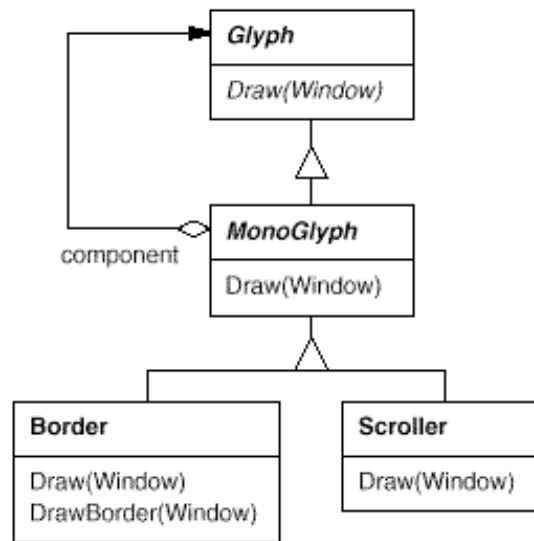 Glyph
Draw(Window)
component
MonoGlyph
Draw(Window)
Border
Draw(Window)
DrawBorder(Window)
Scroller
Draw(Window)